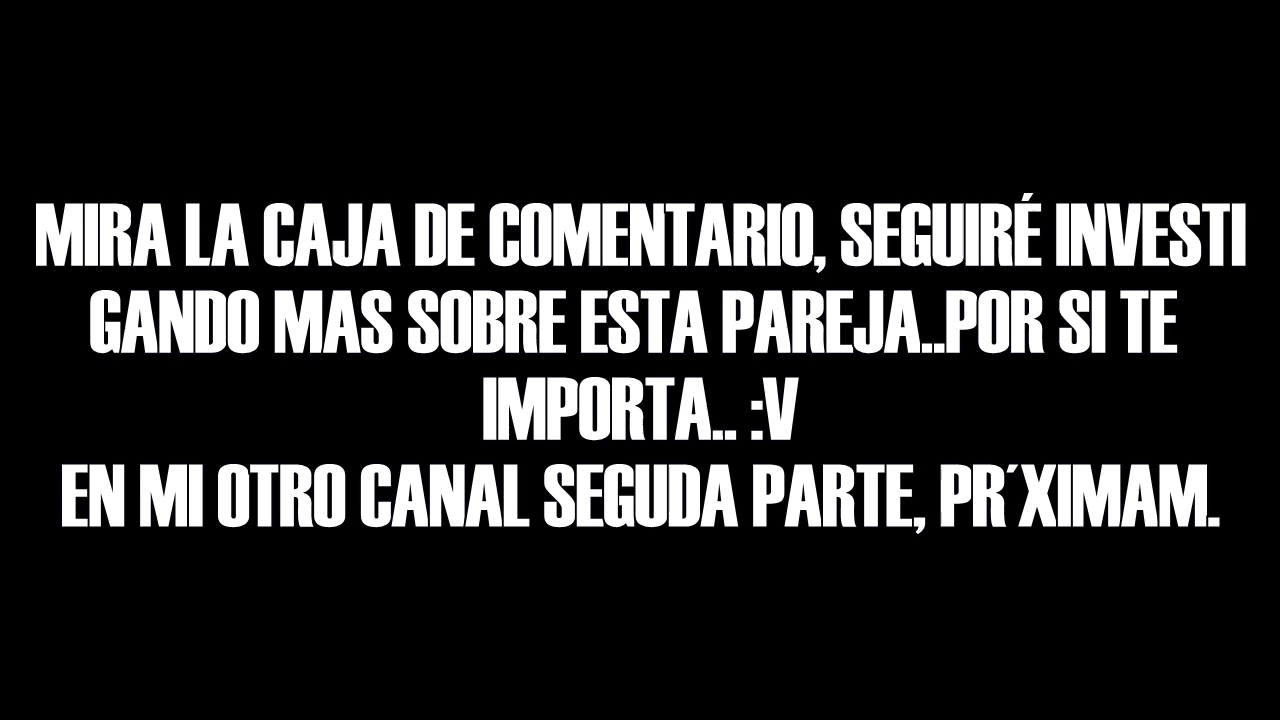 MIRA LA CAJA DE COMENTARIO, SEGUIRÉ INVESTI
GANDO MAS SOBRE ESTA PAREJA..POR SI TE
IMPORTA.. :V
EN MI OTRO CANAL SEGUDA PARTE, PR´XIMAM.